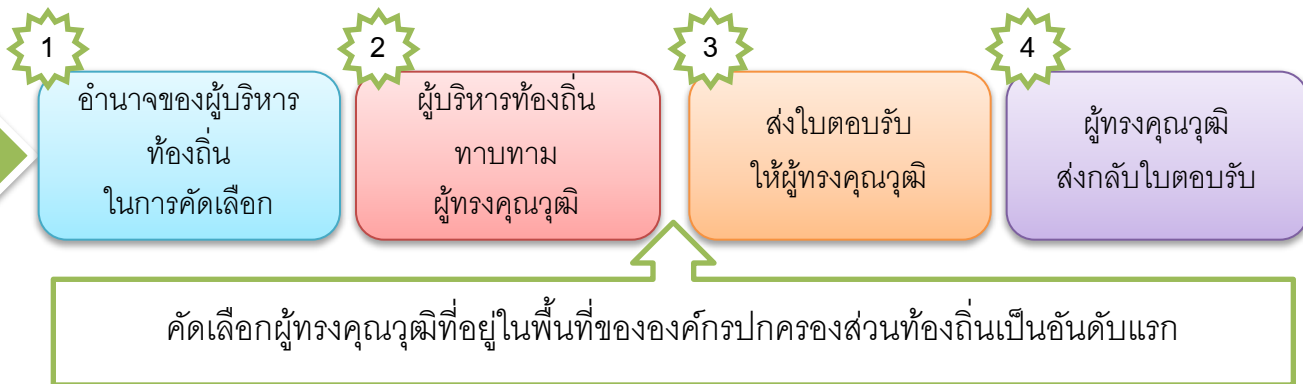 1
อำนาจของผู้บริหาร
ท้องถิ่น
ในการคัดเลือก
2
ผู้บริหารท้องถิ่น
ทาบทาม
ผู้ทรงคุณวุฒิ
3
ส่งใบตอบรับ
ให้ผู้ทรงคุณวุฒิ
4
ผู้ทรงคุณวุฒิ
ส่งกลับใบตอบรับ
คัดเลือกผู้ทรงคุณวุฒิที่อยู่ในพื้นที่ขององค์กรปกครองส่วนท้องถิ่นเป็นอันดับแรก